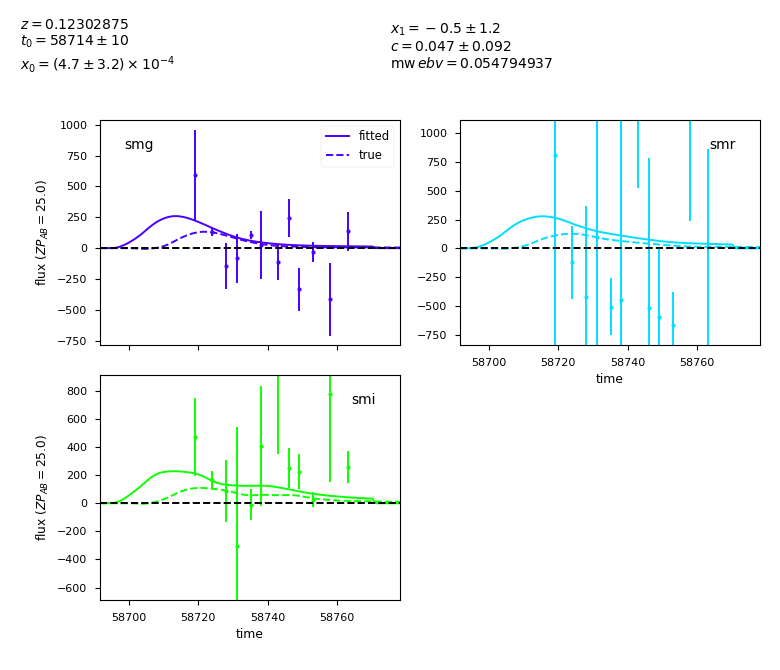 z = 0.12302875
t₀ = 58714 ± 10
x₀ = (4.7 ± 3.2) × 10⁻⁴
x₁ = −0.5 ± 1.2
c = 0.047 ± 0.092
mw ebv = 0.054794937
smg
fitted
true
1000
750
500
250
0
−250
−500
−750
flux (ZP_AB = 25.0)
smr
1000
750
500
250
0
−250
−500
−750
58700 58720 58740 58760
time
smi
800
600
400
200
0
−200
−400
−600
flux (ZP_AB = 25.0)
58700 58720 58740 58760
time